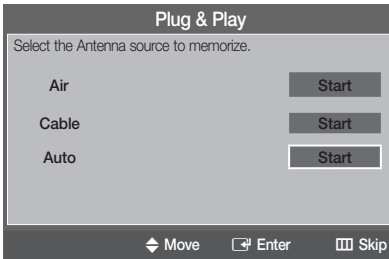 Plug & Play
Select the Antenna source to memorize.
Air Start
Cable Start
Auto Start
Move Enter Skip